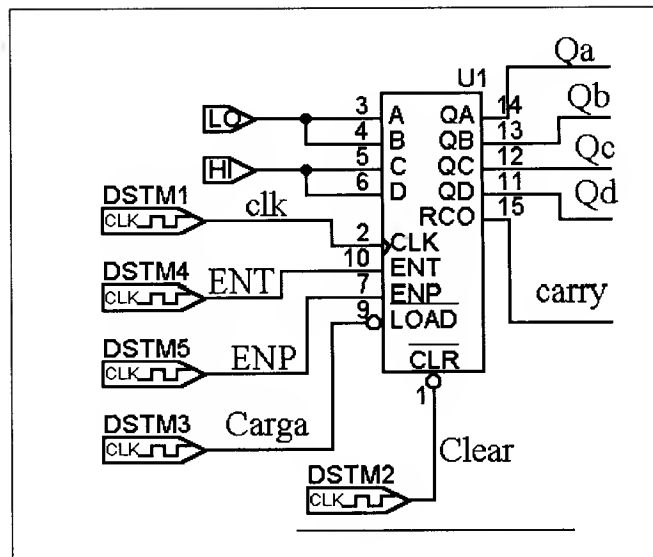 Qa
U1
LO
3 A QA 14
Qb
4 B QB 13
HI
5 C QC 12
Qc
6 D QD 11
Qd
DSTM1
clk
RCO 15
CLK
2 CLK
DSTM4
ENT
10 ENT
carry
CLK
7 ENP
DSTM5
ENP
9 LOAD
CLK
CLR
DSTM3
Carga
1
CLK
Clear
DSTM2
CLK